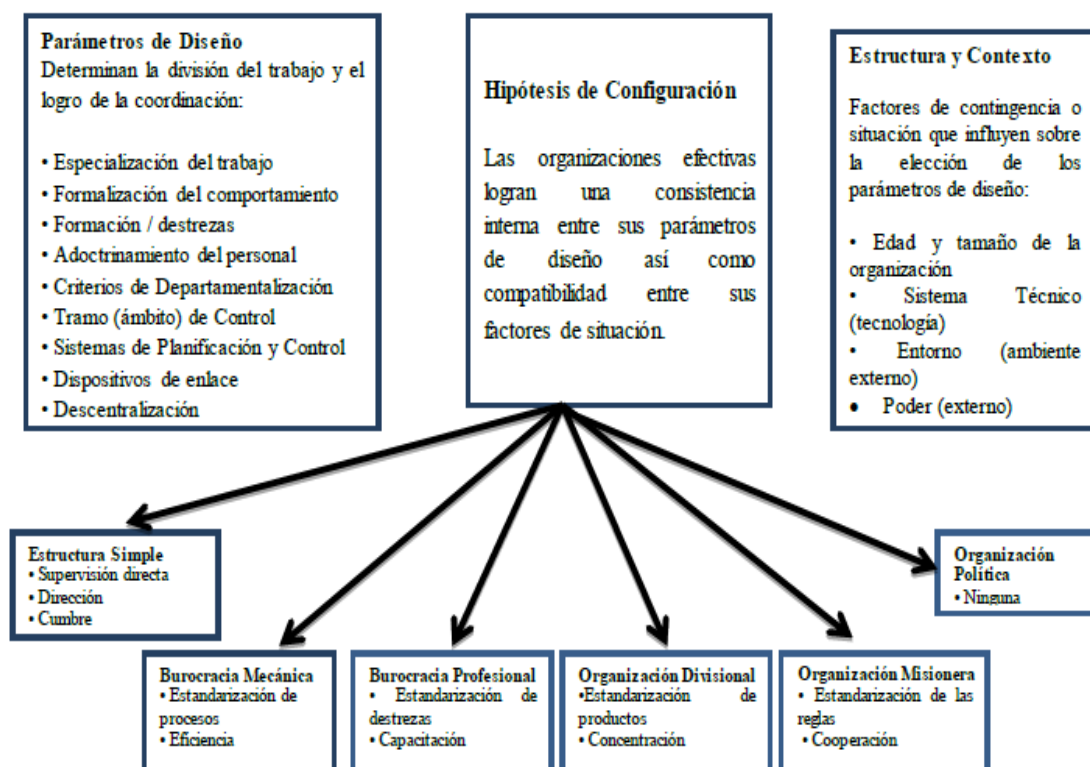 Parámetros de Diseño
Determinan la división del trabajo y el
logro de la coordinación:
• Especialización del trabajo
• Formalización del comportamiento
• Formación / destrezas
• Adoctrinamiento del personal
• Criterios de Departamentalización
• Tramo (ámbito) de Control
• Sistemas de Planificación y Control
• Dispositivos de enlace
• Descentralización
Hipótesis de Configuración
Las organizaciones efectivas
logran una consistencia
interna entre sus parámetros
de diseño así como
compatibilidad entre sus
factores de situación.
Estructura y Contexto
Factores de contingencia o
situación que influyen sobre
la elección de los
parámetros de diseño:
• Edad y tamaño de la
organización
• Sistema Técnico
(tecnología)
• Entorno (ambiente
externo)
• Poder (externo)
Estructura Simple
• Supervisión directa
• Dirección
• Cumbre
Organización
Política
• Ninguna
Burocracia Mecánica
• Estandarización de
procesos
• Eficiencia
Burocracia Profesional
• Estandarización de
destrezas
• Capacitación
Organización Divisional
•Estandarización de
productos
• Concentración
Organización Misionera
• Estandarización de las
reglas
• Cooperación